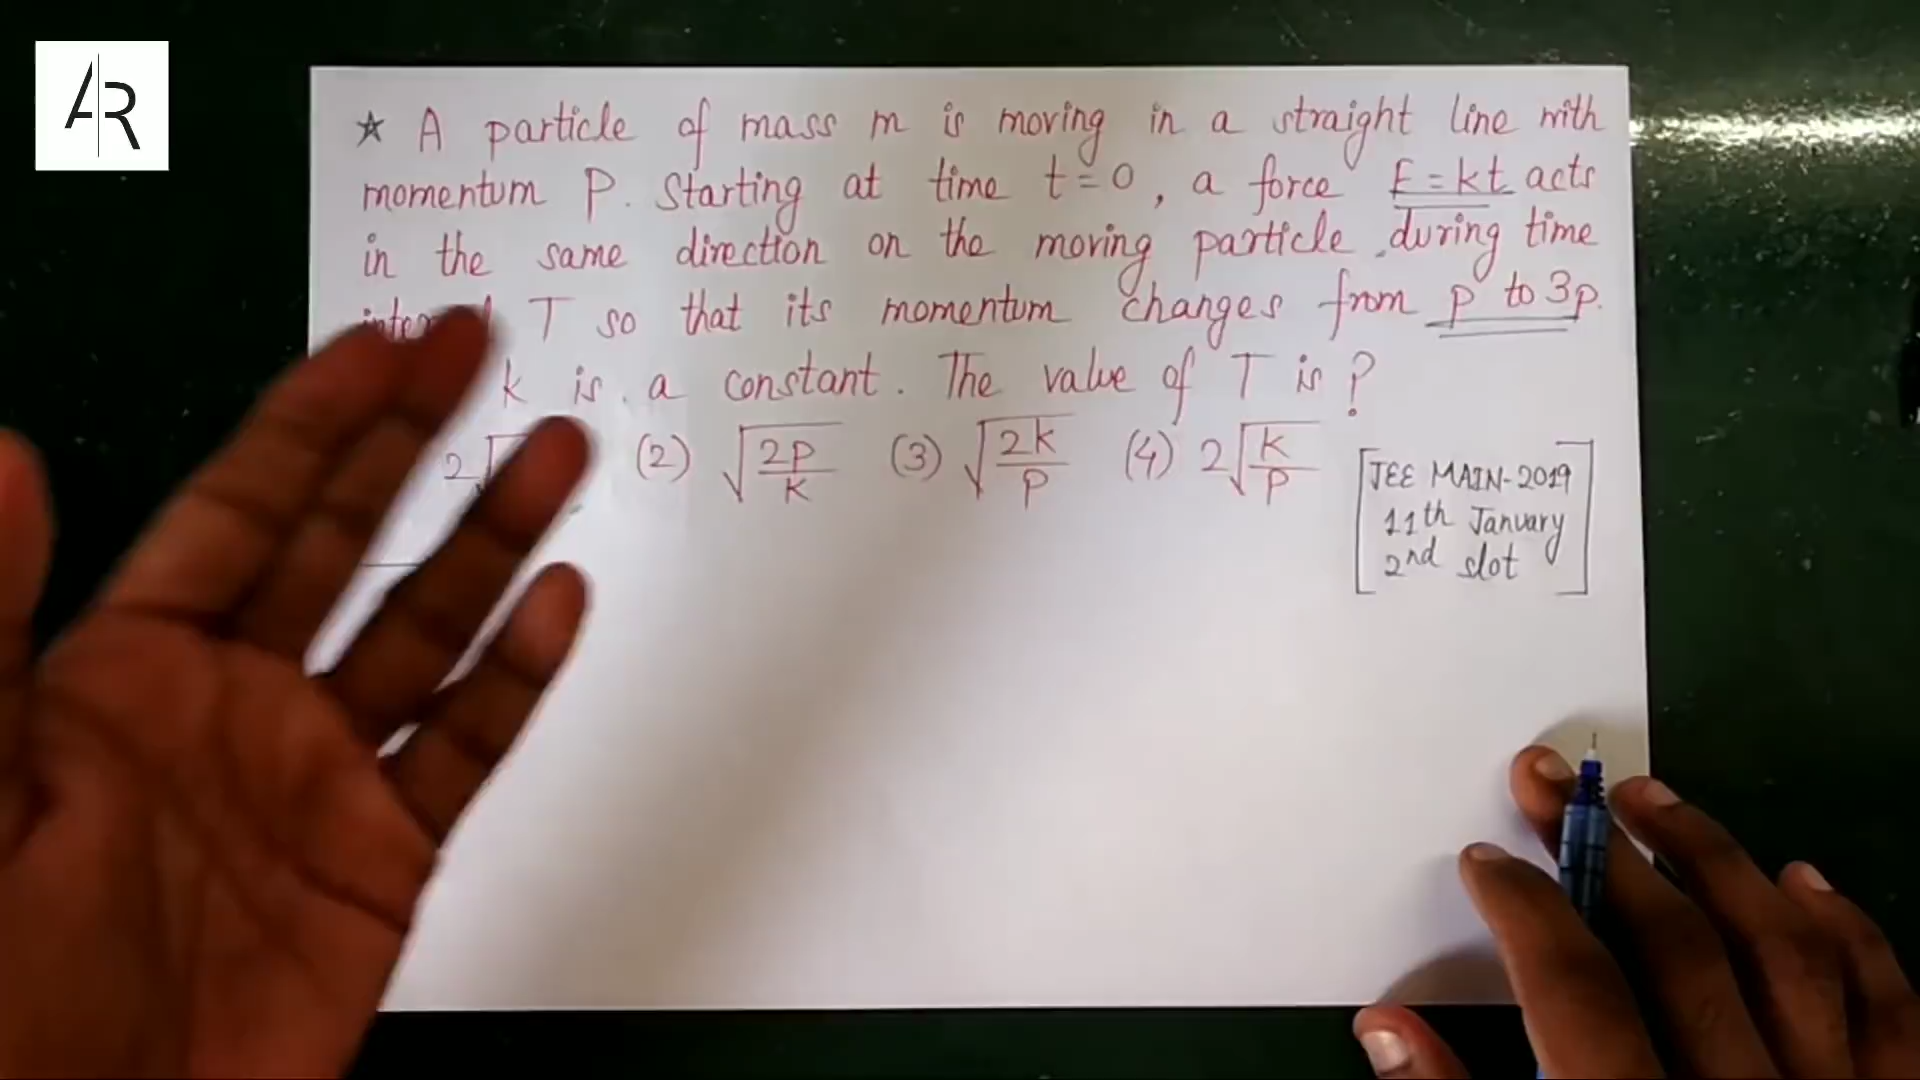 AR
☆ A particle of mass m is moving in a straight line with
momentum P. Starting at time t=0, a force F=kt acts
in the same direction on the moving particle during time
T so that its momentum changes from p to 3p.
k is a constant. The value of T is?
2√ (2) √(2p/k) (3) √(2k/p) (4) 2√(k/p)
[JEE MAIN-2019
11th January
2nd slot]